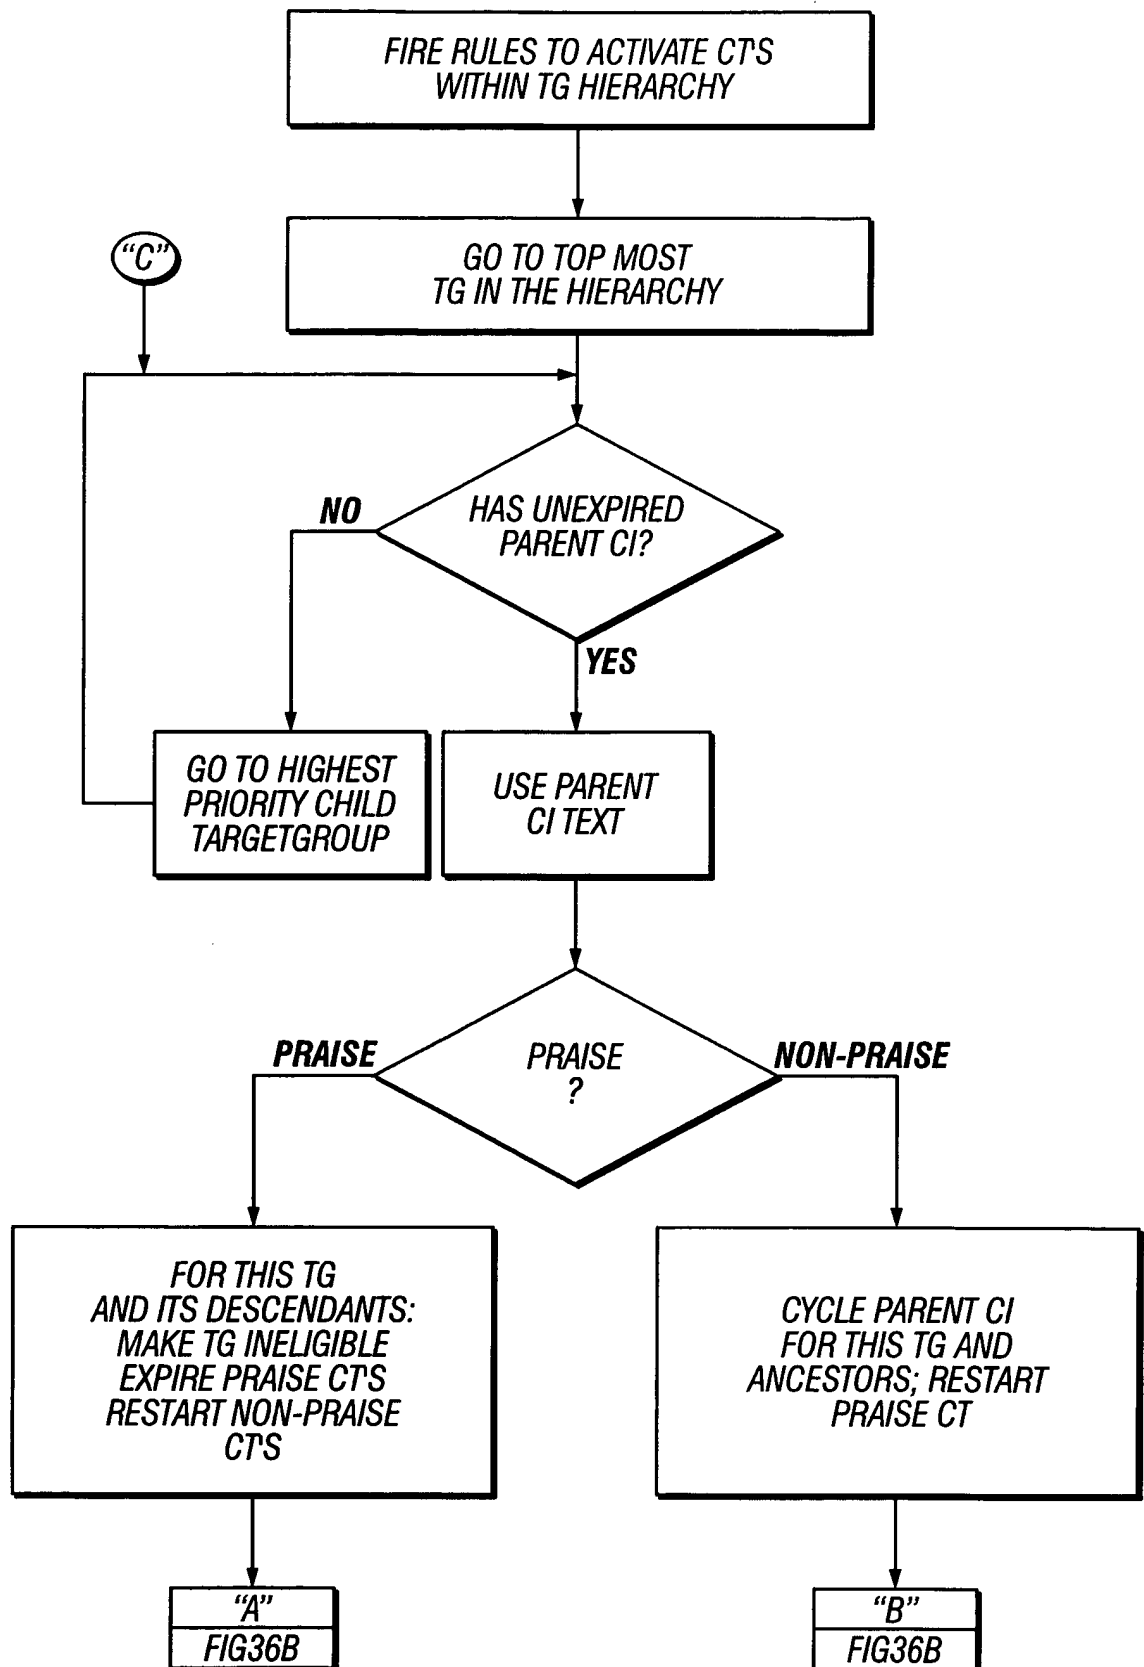 FIRE RULES TO ACTIVATE CT'S
WITHIN TG HIERARCHY
GO TO TOP MOST
TG IN THE HIERARCHY
"C"
HAS UNEXPIRED
PARENT CI?
NO
YES
GO TO HIGHEST
PRIORITY CHILD
TARGETGROUP
USE PARENT
CI TEXT
PRAISE
?
PRAISE
NON-PRAISE
FOR THIS TG
AND ITS DESCENDANTS:
MAKE TG INELIGIBLE
EXPIRE PRAISE CT'S
RESTART NON-PRAISE
CT'S
CYCLE PARENT CI
FOR THIS TG AND
ANCESTORS; RESTART
PRAISE CT
"A"
FIG36B
"B"
FIG36B